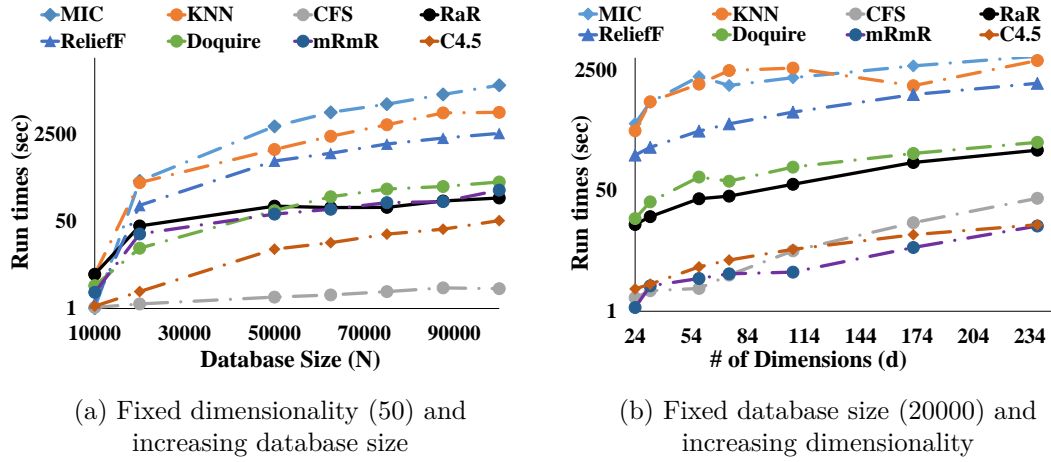 MIC KNN CFS RaR
ReliefF Doquire mRmR C4.5
Run times (sec)
2500
50
1
10000 30000 50000 70000 90000
Database Size (N)
(a) Fixed dimensionality (50) and
increasing database size
MIC KNN CFS RaR
ReliefF Doquire mRmR C4.5
Run times (sec)
2500
50
1
24 54 84 114 144 174 204 234
# of Dimensions (d)
(b) Fixed database size (20000) and
increasing dimensionality